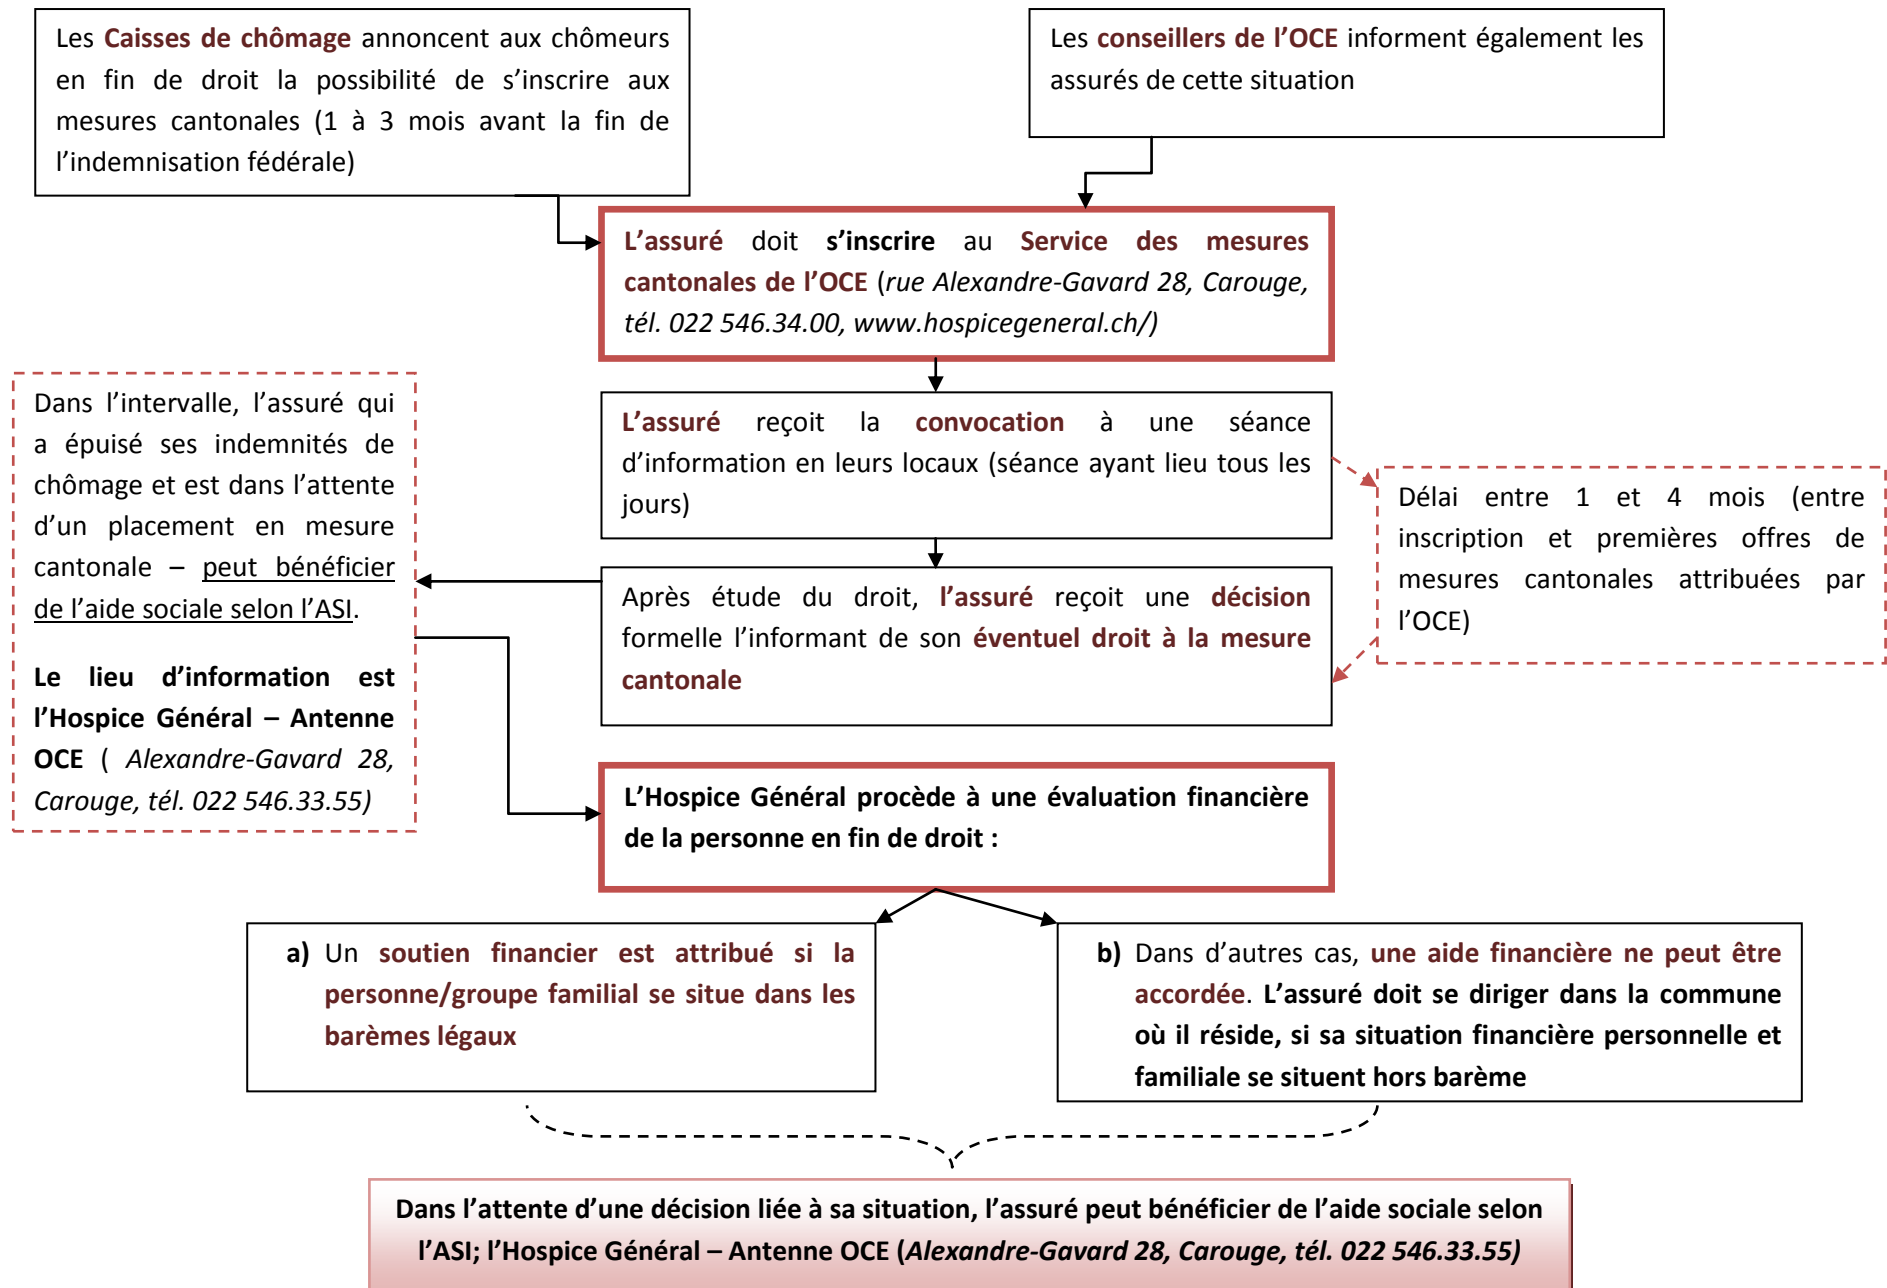 Les Caisses de chômage annoncent aux chômeurs
en fin de droit la possibilité de s’inscrire aux
mesures cantonales (1 à 3 mois avant la fin de
l’indemnisation fédérale)
Les conseillers de l’OCE informent également les
assurés de cette situation
L’assuré doit s’inscrire au Service des mesures
cantonales de l’OCE (rue Alexandre-Gavard 28, Carouge,
tél. 022 546.34.00, www.hospicegeneral.ch/)
L’assuré reçoit la convocation à une séance
d’information en leurs locaux (séance ayant lieu tous les
jours)
Délai entre 1 et 4 mois (entre
inscription et premières offres de
mesures cantonales attribuées par
l’OCE)
Après étude du droit, l’assuré reçoit une décision
formelle l’informant de son éventuel droit à la mesure
cantonale
Dans l’intervalle, l’assuré qui
a épuisé ses indemnités de
chômage et est dans l’attente
d’un placement en mesure
cantonale – peut bénéficier
de l’aide sociale selon l’ASI.
Le lieu d’information est
l’Hospice Général – Antenne
OCE ( Alexandre-Gavard 28,
Carouge, tél. 022 546.33.55)
L’Hospice Général procède à une évaluation financière
de la personne en fin de droit :
a) Un soutien financier est attribué si la
personne/groupe familial se situe dans les
barèmes légaux
b) Dans d’autres cas, une aide financière ne peut être
accordée. L’assuré doit se diriger dans la commune
où il réside, si sa situation financière personnelle et
familiale se situent hors barème
Dans l’attente d’une décision liée à sa situation, l’assuré peut bénéficier de l’aide sociale selon
l’ASI; l’Hospice Général – Antenne OCE (Alexandre-Gavard 28, Carouge, tél. 022 546.33.55)